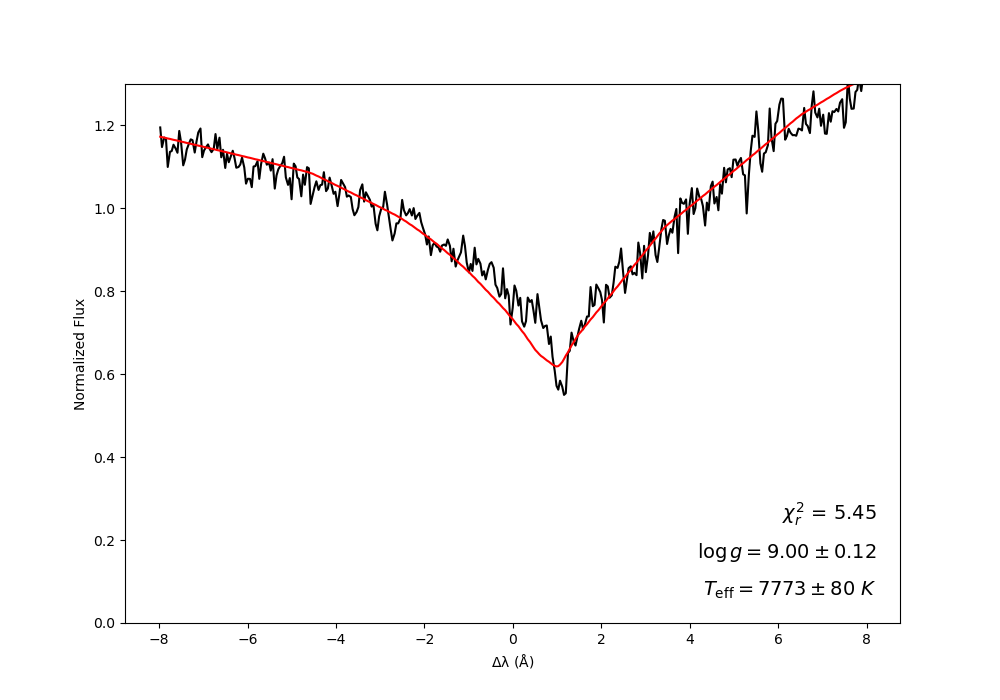 1.2
1.0
0.8
0.6
0.4
0.2
0.0
Normalized Flux
χ²ᵣ = 5.45
log g = 9.00 ± 0.12
T_eff = 7773 ± 80 K
−8 −6 −4 −2 0 2 4 6 8
Δλ (Å)